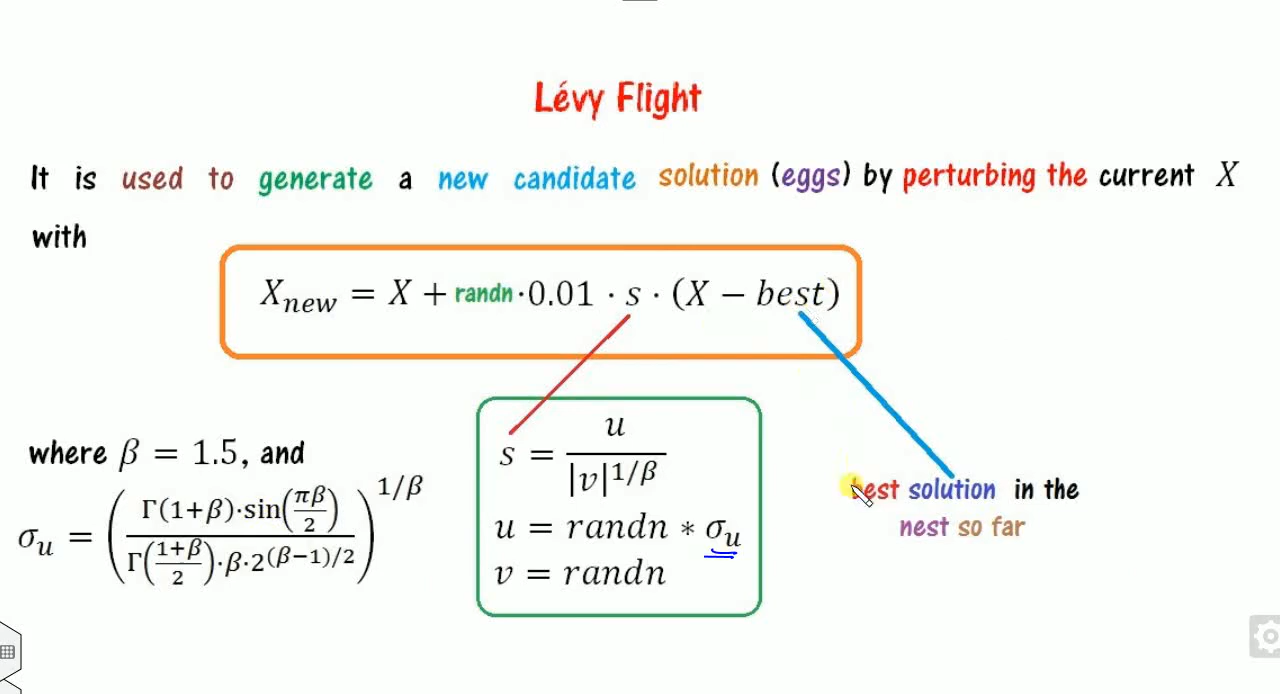 Lévy Flight
It is used to generate a new candidate solution (eggs) by perturbing the current X
with
X_new = X + randn · 0.01 · s · (X − best)
where β = 1.5, and
σ_u = ( Γ(1+β)·sin(πβ/2) / Γ((1+β)/2)·β·2^((β−1)/2) )^(1/β)
s = u / |v|^(1/β)
u = randn * σ_u
v = randn
best solution in the
nest so far